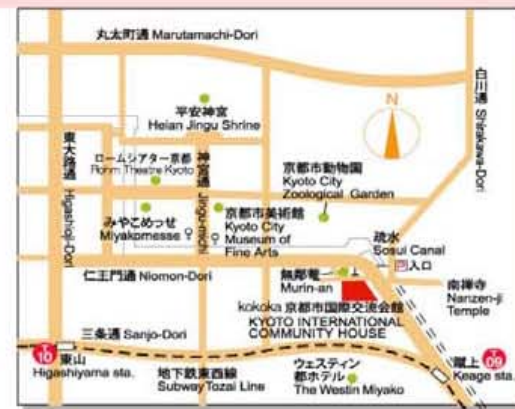 丸太町通 Marutamachi-Dori
白川通 Shirakawa-Dori
平安神宮
Heian Jingu Shrine
N
東大路通
Higashioji-Dori
ロームシアター京都
Rohm Theatre Kyoto
神宮通
Jingu-michi
京都市動物園
Kyoto City
Zoological Garden
みやこめっせ
Miyakomesse
京都市美術館
Kyoto City
Museum of
Fine Arts
疏水
Sosui Canal
入口
仁王門通 Niomon-Dori
無鄰菴
Murin-an
南禅寺
Nanzen-ji
Temple
kokoka 京都市国際交流会館
KYOTO INTERNATIONAL
COMMUNITY HOUSE
三条通 Sanjo-Dori
T
10
東山
Higashiyama sta.
地下鉄東西線
Subway Tozai Line
ウェスティン
都ホテル
The Westin Miyako
蹴上
T
09
Keage sta.